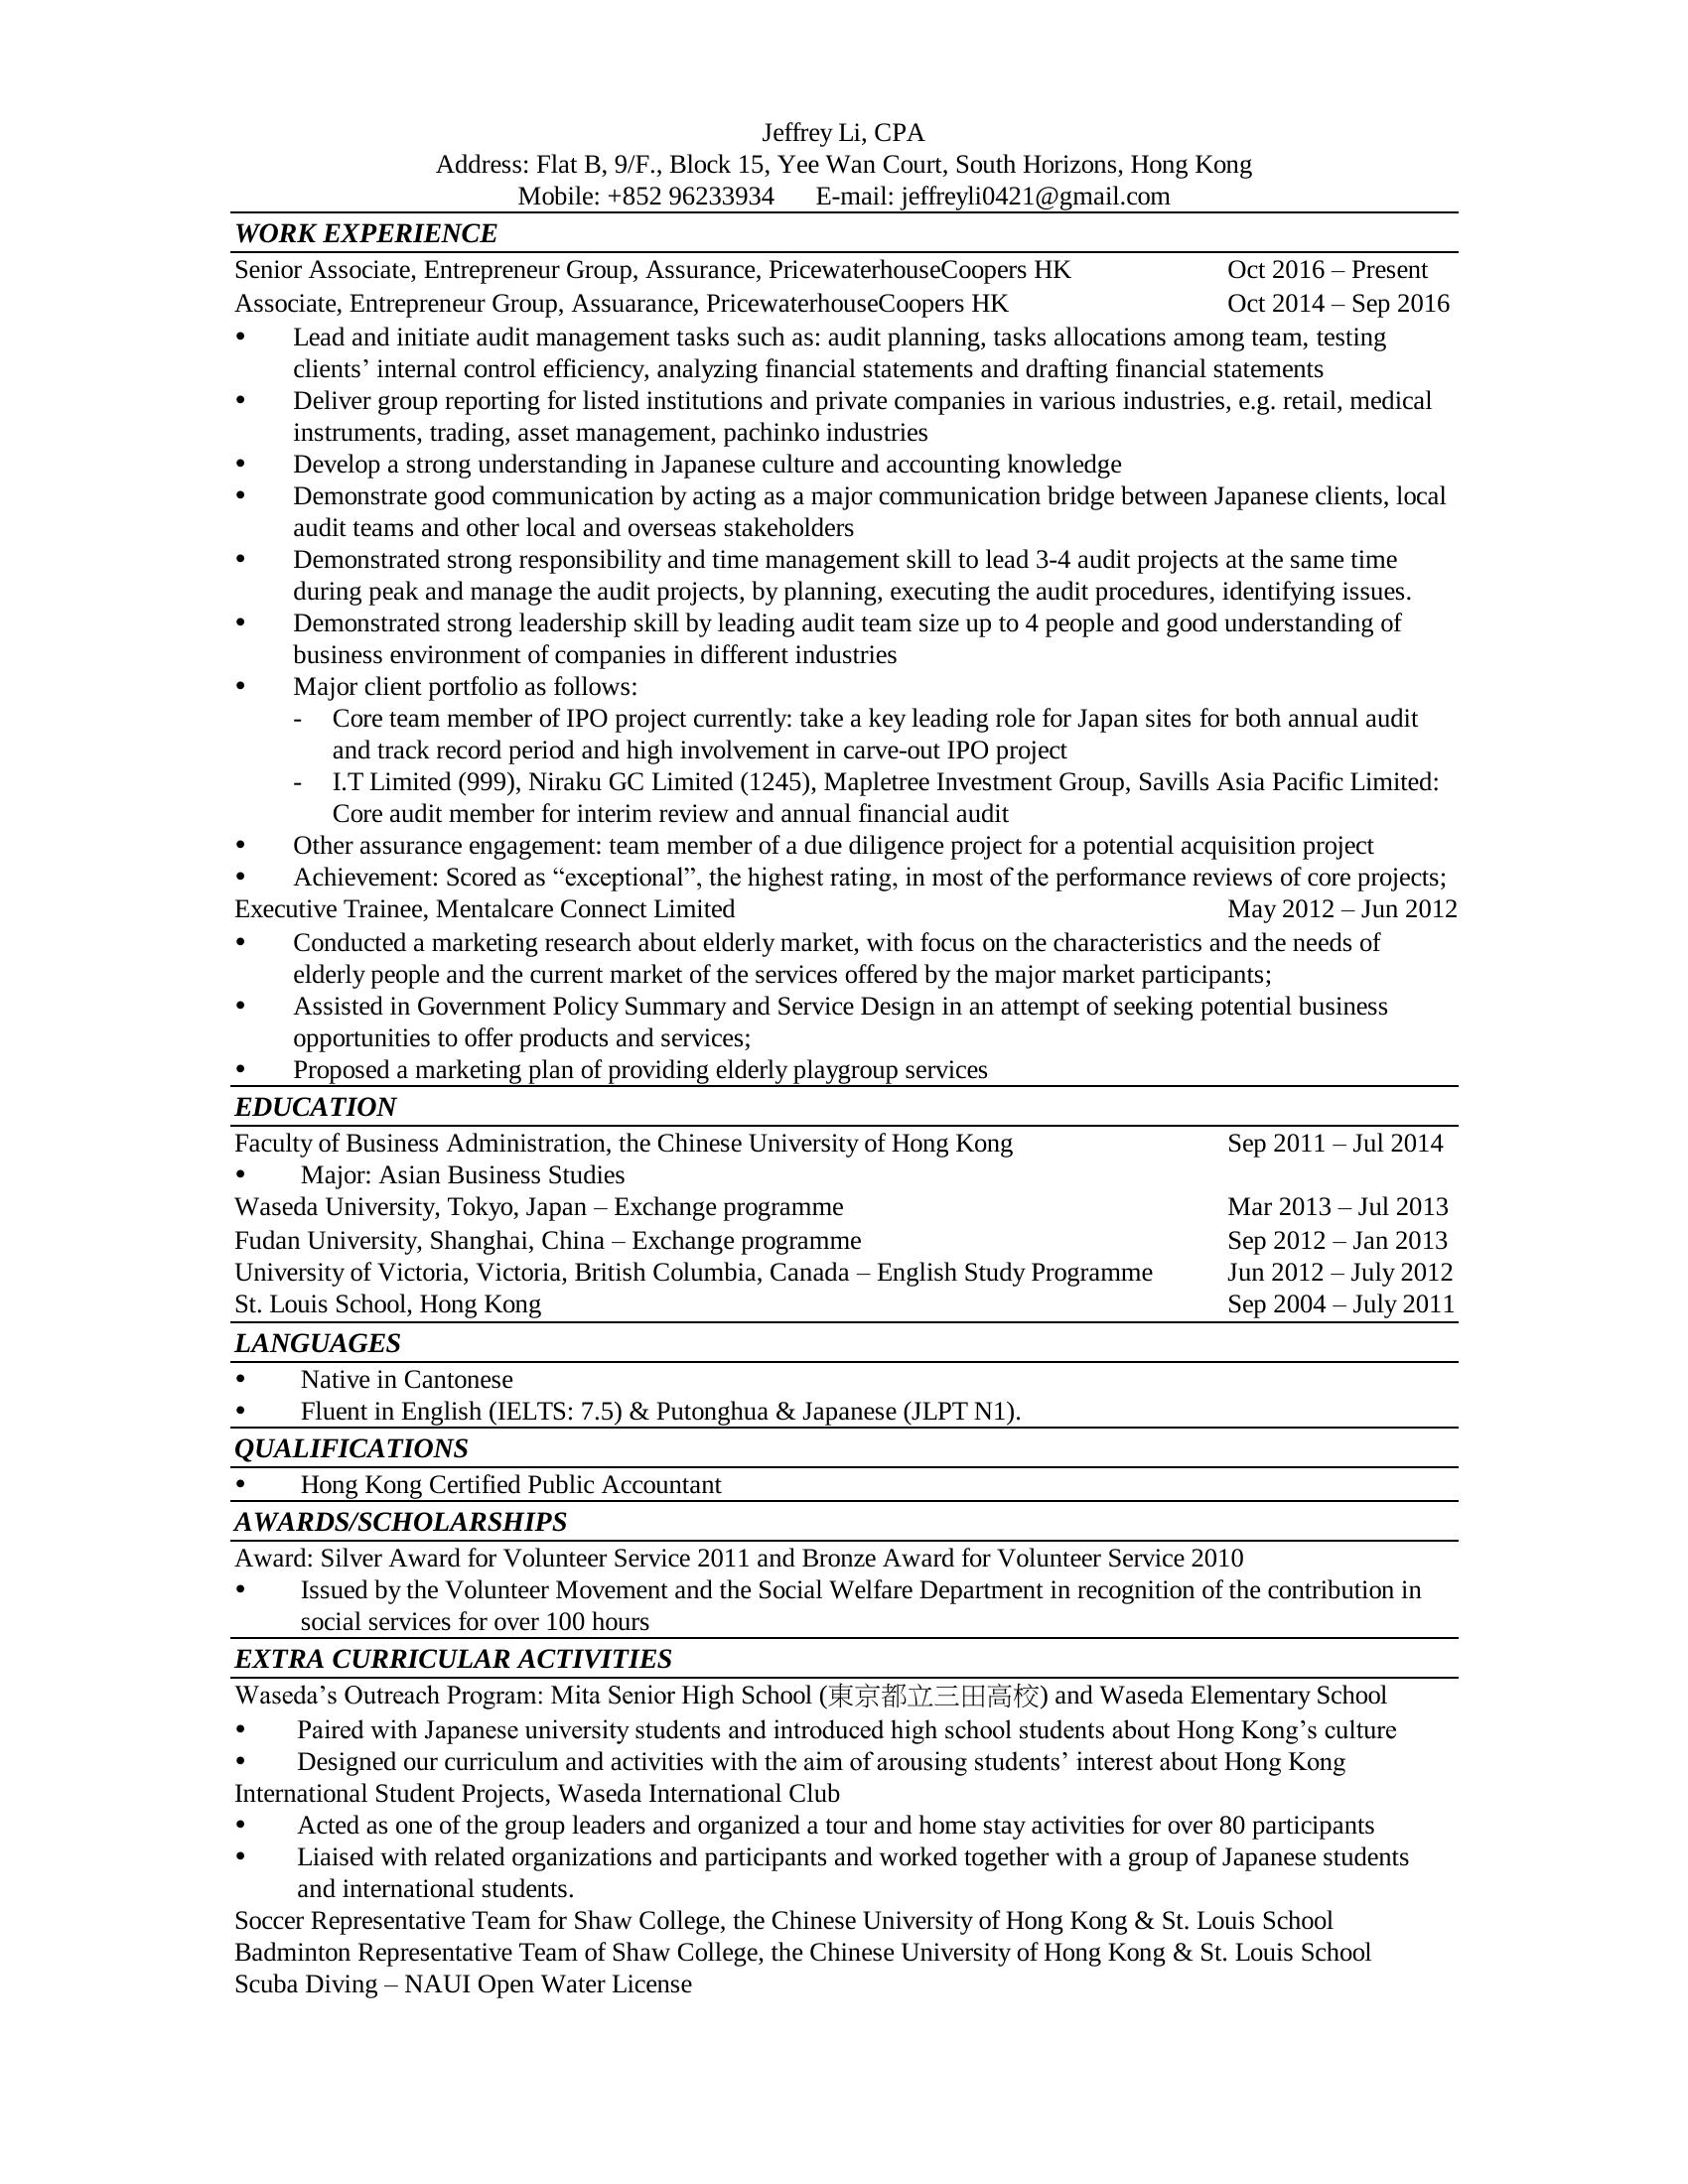 Jeffrey Li, CPA
Address: Flat B, 9/F., Block 15, Yee Wan Court, South Horizons, Hong Kong
Mobile: +852 96233934 E-mail: jeffreyli0421@gmail.com
WORK EXPERIENCE
Senior Associate, Entrepreneur Group, Assurance, PricewaterhouseCoopers HK Oct 2016 – Present
Associate, Entrepreneur Group, Assuarance, PricewaterhouseCoopers HK Oct 2014 – Sep 2016
• Lead and initiate audit management tasks such as: audit planning, tasks allocations among team, testing
clients’ internal control efficiency, analyzing financial statements and drafting financial statements
• Deliver group reporting for listed institutions and private companies in various industries, e.g. retail, medical
instruments, trading, asset management, pachinko industries
• Develop a strong understanding in Japanese culture and accounting knowledge
• Demonstrate good communication by acting as a major communication bridge between Japanese clients, local
audit teams and other local and overseas stakeholders
• Demonstrated strong responsibility and time management skill to lead 3-4 audit projects at the same time
during peak and manage the audit projects, by planning, executing the audit procedures, identifying issues.
• Demonstrated strong leadership skill by leading audit team size up to 4 people and good understanding of
business environment of companies in different industries
• Major client portfolio as follows:
- Core team member of IPO project currently: take a key leading role for Japan sites for both annual audit
and track record period and high involvement in carve-out IPO project
- I.T Limited (999), Niraku GC Limited (1245), Mapletree Investment Group, Savills Asia Pacific Limited:
Core audit member for interim review and annual financial audit
• Other assurance engagement: team member of a due diligence project for a potential acquisition project
• Achievement: Scored as “exceptional”, the highest rating, in most of the performance reviews of core projects;
Executive Trainee, Mentalcare Connect Limited May 2012 – Jun 2012
• Conducted a marketing research about elderly market, with focus on the characteristics and the needs of
elderly people and the current market of the services offered by the major market participants;
• Assisted in Government Policy Summary and Service Design in an attempt of seeking potential business
opportunities to offer products and services;
• Proposed a marketing plan of providing elderly playgroup services
EDUCATION
Faculty of Business Administration, the Chinese University of Hong Kong Sep 2011 – Jul 2014
• Major: Asian Business Studies
Waseda University, Tokyo, Japan – Exchange programme Mar 2013 – Jul 2013
Fudan University, Shanghai, China – Exchange programme Sep 2012 – Jan 2013
University of Victoria, Victoria, British Columbia, Canada – English Study Programme Jun 2012 – July 2012
St. Louis School, Hong Kong Sep 2004 – July 2011
LANGUAGES
• Native in Cantonese
• Fluent in English (IELTS: 7.5) & Putonghua & Japanese (JLPT N1).
QUALIFICATIONS
• Hong Kong Certified Public Accountant
AWARDS/SCHOLARSHIPS
Award: Silver Award for Volunteer Service 2011 and Bronze Award for Volunteer Service 2010
• Issued by the Volunteer Movement and the Social Welfare Department in recognition of the contribution in
social services for over 100 hours
EXTRA CURRICULAR ACTIVITIES
Waseda’s Outreach Program: Mita Senior High School (東京都立三田高校) and Waseda Elementary School
• Paired with Japanese university students and introduced high school students about Hong Kong’s culture
• Designed our curriculum and activities with the aim of arousing students’ interest about Hong Kong
International Student Projects, Waseda International Club
• Acted as one of the group leaders and organized a tour and home stay activities for over 80 participants
• Liaised with related organizations and participants and worked together with a group of Japanese students
and international students.
Soccer Representative Team for Shaw College, the Chinese University of Hong Kong & St. Louis School
Badminton Representative Team of Shaw College, the Chinese University of Hong Kong & St. Louis School
Scuba Diving – NAUI Open Water License